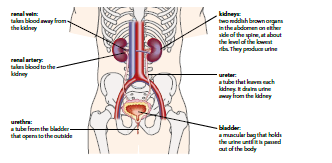 renal vein:
takes blood away from
the kidney
renal artery:
takes blood to the
kidney
urethra:
a tube from the bladder
that opens to the outside
kidneys:
two reddish brown organs
in the abdomen on either
side of the spine, at about
the level of the lowest
ribs. They produce urine
ureter:
a tube that leaves each
kidney. It drains urine
away from the kidney
bladder:
a muscular bag that holds
the urine until it is passed
out of the body